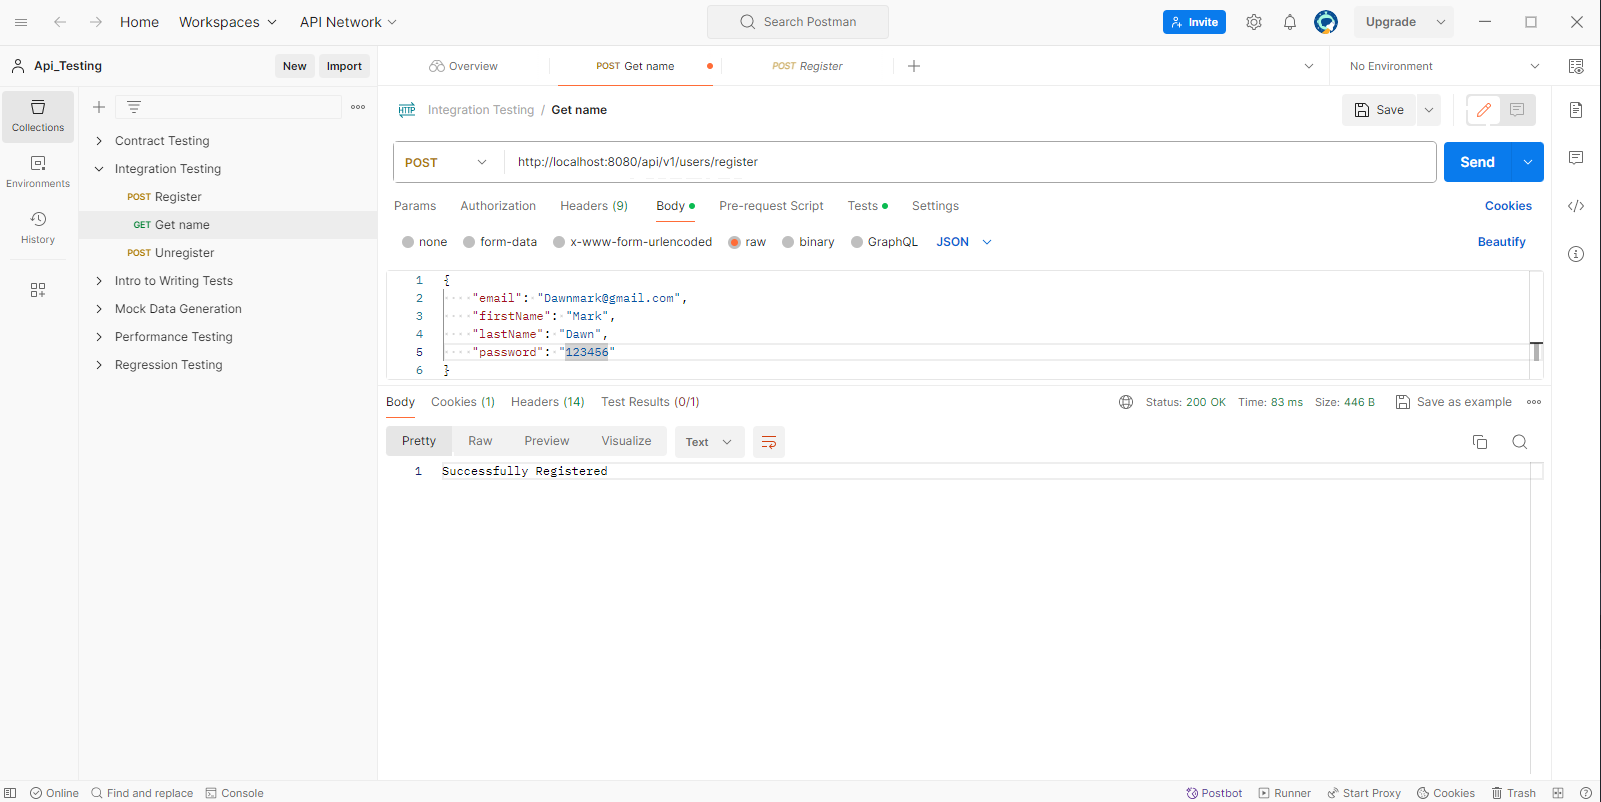 Home Workspaces API Network Search Postman Invite Upgrade
Api_Testing New Import Overview POST Get name POST Register No Environment
Collections
Environments
History
Contract Testing
Integration Testing
POST Register
GET Get name
POST Unregister
Intro to Writing Tests
Mock Data Generation
Performance Testing
Regression Testing
HTTP Integration Testing / Get name Save
POST http://localhost:8080/api/v1/users/register Send
Params Authorization Headers (9) Body Pre-request Script Tests Settings Cookies
none form-data x-www-form-urlencoded raw binary GraphQL JSON Beautify
1 {
2 "email": "Dawnmark@gmail.com",
3 "firstName": "Mark",
4 "lastName": "Dawn",
5 "password": "123456"
6 }
Body Cookies (1) Headers (14) Test Results (0/1) Status: 200 OK Time: 83 ms Size: 446 B Save as example
Pretty Raw Preview Visualize Text
1 Successfully Registered
Online Find and replace Console Postbot Runner Start Proxy Cookies Trash